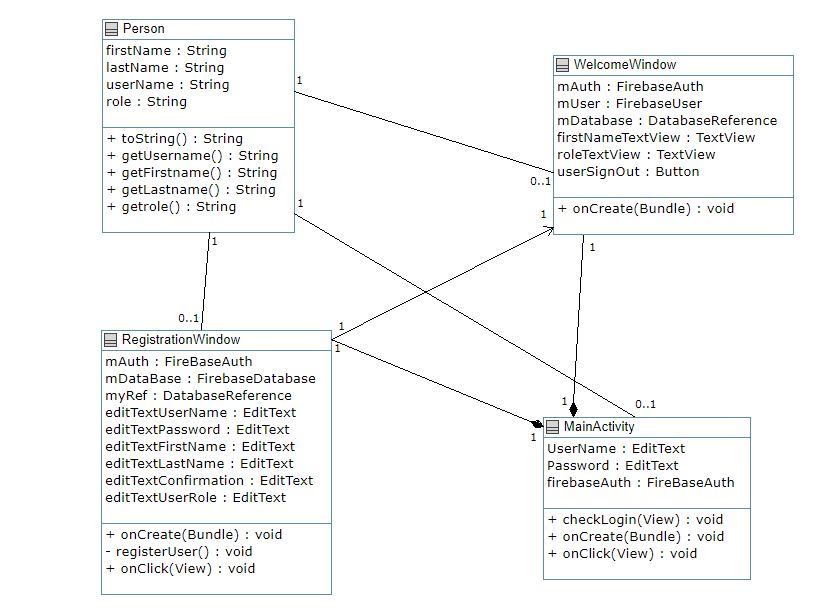 Person
firstName : String
lastName : String
userName : String
role : String
+ toString() : String
+ getUsername() : String
+ getFirstname() : String
+ getLastname() : String
+ getrole() : String
1
1
1
WelcomeWindow
mAuth : FirebaseAuth
mUser : FirebaseUser
mDatabase : DatabaseReference
firstNameTextView : TextView
roleTextView : TextView
userSignOut : Button
+ onCreate(Bundle) : void
0..1
1
1
0..1
RegistrationWindow
mAuth : FireBaseAuth
mDataBase : FirebaseDatabase
myRef : DatabaseReference
editTextUserName : EditText
editTextPassword : EditText
editTextFirstName : EditText
editTextLastName : EditText
editTextConfirmation : EditText
editTextUserRole : EditText
+ onCreate(Bundle) : void
- registerUser() : void
+ onClick(View) : void
1
1
1
0..1
1
MainActivity
UserName : EditText
Password : EditText
firebaseAuth : FireBaseAuth
+ checkLogin(View) : void
+ onCreate(Bundle) : void
+ onClick(View) : void